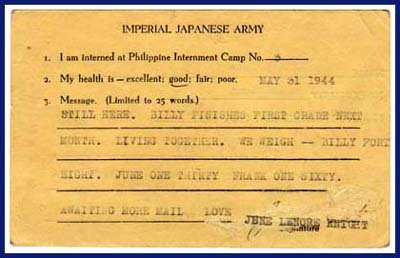 IMPERIAL JAPANESE ARMY
1. I am interned at Philippine Internment Camp No. 3
2. My health is — excellent; good; fair; poor. MAY 31 1944
3. Message. (Limited to 25 words.)
STILL HERE. BILLY FINISHES FIRST GRADE NEXT
MONTH. LIVING TOGETHER. WE WEIGH -- BILLY FORT
EIGHT. JUNE ONE THIRTY FRANK ONE SIXTY.
AWAITING MORE MAIL LOVE
JUNE LENORE KNIGHT
Signature